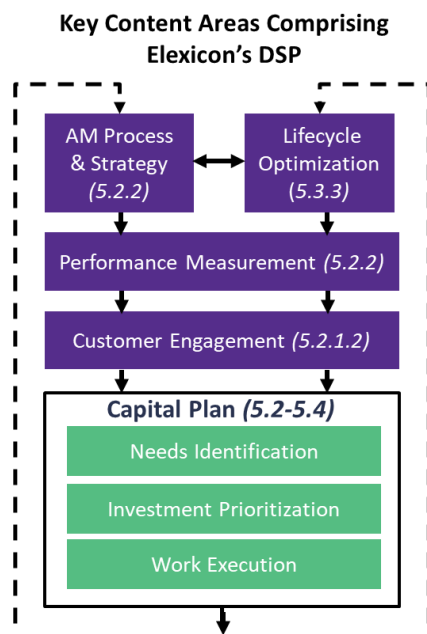 Key Content Areas Comprising
Elexicon's DSP
AM Process
& Strategy
(5.2.2)
Lifecycle
Optimization
(5.3.3)
Performance Measurement (5.2.2)
Customer Engagement (5.2.1.2)
Capital Plan (5.2-5.4)
Needs Identification
Investment Prioritization
Work Execution